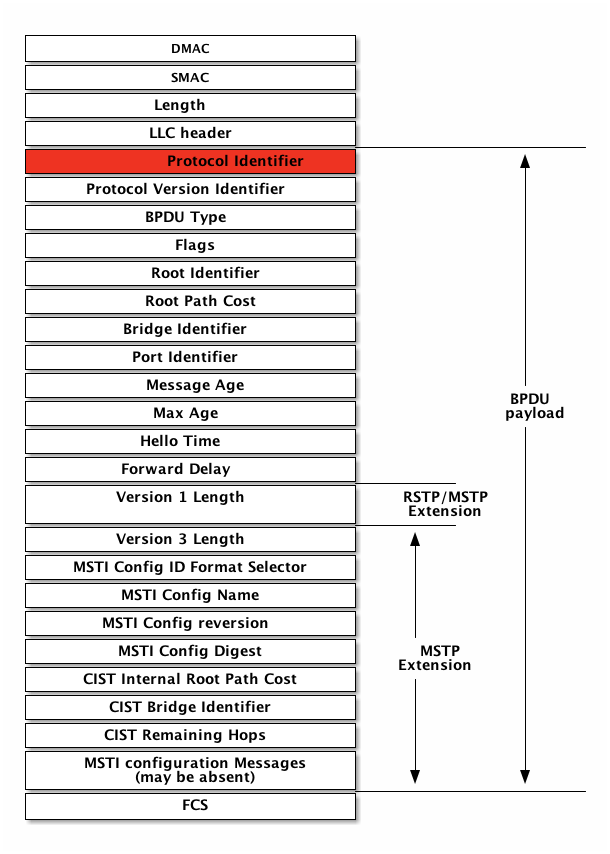 DMAC
SMAC
Length
LLC header
Protocol Identifier
Protocol Version Identifier
BPDU Type
Flags
Root Identifier
Root Path Cost
Bridge Identifier
Port Identifier
Message Age
Max Age
Hello Time
Forward Delay
Version 1 Length
Version 3 Length
MSTI Config ID Format Selector
MSTI Config Name
MSTI Config reversion
MSTI Config Digest
CIST Internal Root Path Cost
CIST Bridge Identifier
CIST Remaining Hops
MSTI configuration Messages
(may be absent)
FCS
RSTP/MSTP
Extension
MSTP
Extension
BPDU
payload